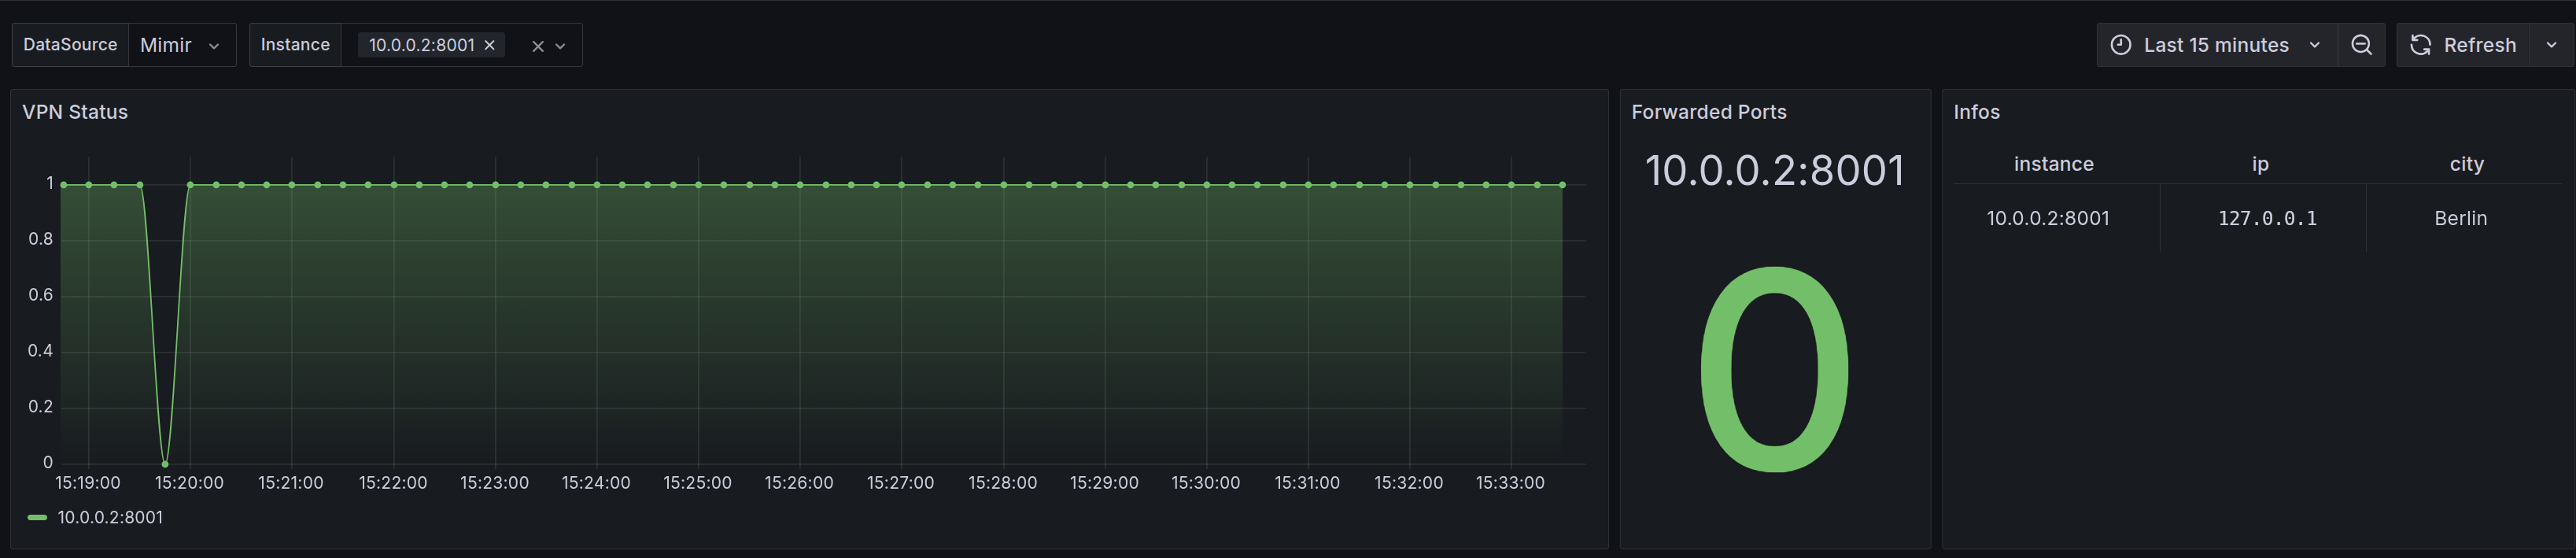 DataSource Mimir Instance 10.0.0.2:8001 Last 15 minutes Refresh
VPN Status
1
0.8
0.6
0.4
0.2
0
15:19:00 15:20:00 15:21:00 15:22:00 15:23:00 15:24:00 15:25:00 15:26:00 15:27:00 15:28:00 15:29:00 15:30:00 15:31:00 15:32:00 15:33:00
10.0.0.2:8001
Forwarded Ports
10.0.0.2:8001
0
Infos
instance ip city
10.0.0.2:8001 127.0.0.1 Berlin